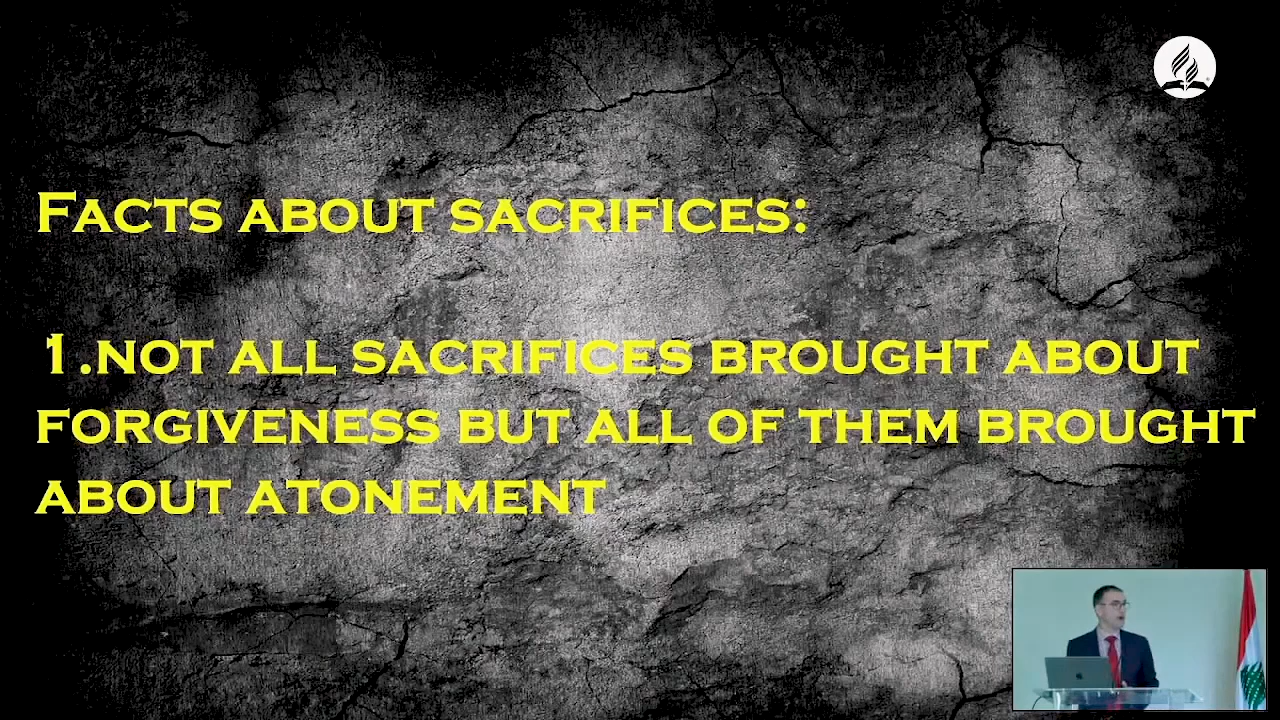 Facts about sacrifices:
1.not all sacrifices brought about
forgiveness but all of them brought
about atonement